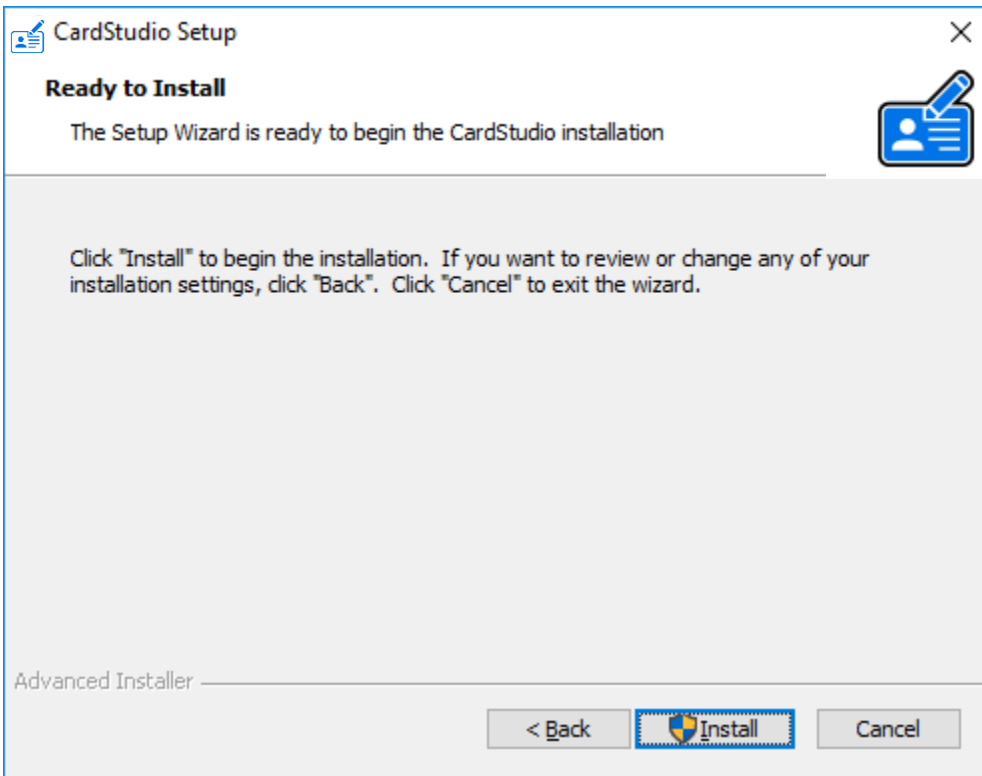 CardStudio Setup
Ready to Install
The Setup Wizard is ready to begin the CardStudio installation
Click "Install" to begin the installation.  If you want to review or change any of your
installation settings, click "Back".  Click "Cancel" to exit the wizard.
Advanced Installer
< Back
Install
Cancel